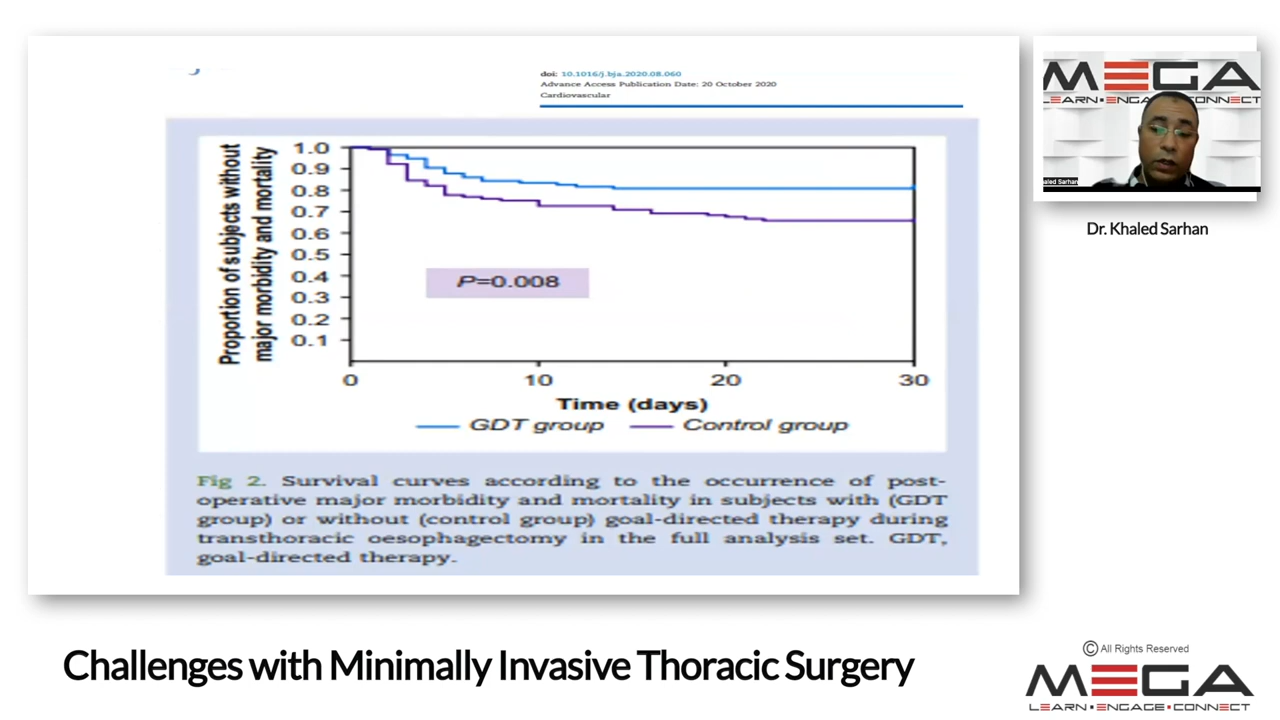 doi: 10.1016/j.bja.2020.08.060
Advance Access Publication Date: 20 October 2020
Cardiovascular
Proportion of subjects without
major morbidity and mortality
1.0
0.9
0.8
0.7
0.6
0.5
0.4
0.3
0.2
0.1
P=0.008
0 10 20 30
Time (days)
GDT group Control group
Fig 2. Survival curves according to the occurrence of post-
operative major morbidity and mortality in subjects with (GDT
group) or without (control group) goal-directed therapy during
transthoracic oesophagectomy in the full analysis set. GDT,
goal-directed therapy.
MEGA
LEARN▪ENGA CONNECT
aled Sarhan
Dr. Khaled Sarhan
Challenges with Minimally Invasive Thoracic Surgery
© All Rights Reserved
MEGA
LEARN▪ENGAGE▪CONNECT